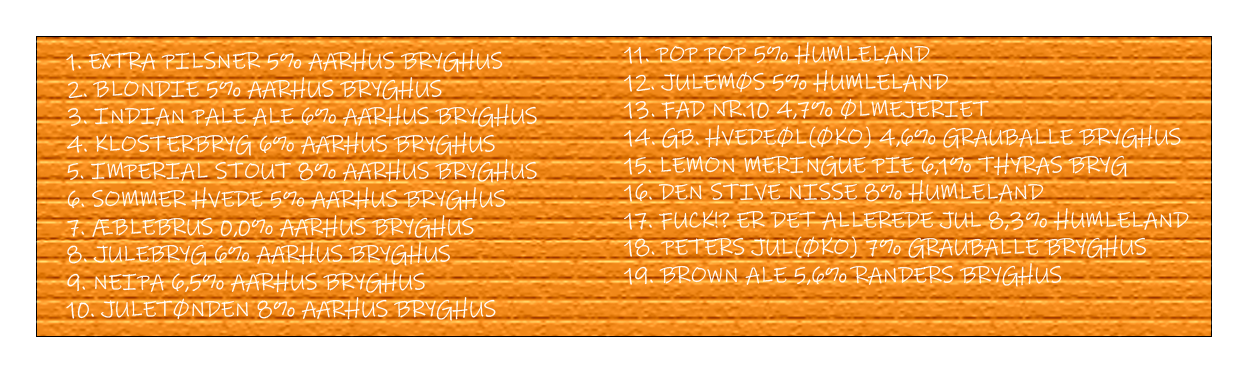 1. EXTRA PILSNER 5% AARHUS BRYGHUS
2. BLONDIE 5% AARHUS BRYGHUS
3. INDIAN PALE ALE 6% AARHUS BRYGHUS
4. KLOSTERBRYG 6% AARHUS BRYGHUS
5. IMPERIAL STOUT 8% AARHUS BRYGHUS
6. SOMMER HVEDE 5% AARHUS BRYGHUS
7. ÆBLEBRUS 0,0% AARHUS BRYGHUS
8. JULEBRYG 6% AARHUS BRYGHUS
9. NEIPA 6,5% AARHUS BRYGHUS
10. JULETØNDEN 8% AARHUS BRYGHUS
11. POP POP 5% HUMLELAND
12. JULEMØS 5% HUMLELAND
13. FAD NR.10 4,7% ØLMEJERIET
14. GB. HVEDEØL(ØKO) 4,6% GRAUBALLE BRYGHUS
15. LEMON MERINGUE PIE 6,1% THYRAS BRYG
16. DEN STIVE NISSE 8% HUMLELAND
17. FUCK!? ER DET ALLEREDE JUL 8,3% HUMLELAND
18. PETERS JUL(ØKO) 7% GRAUBALLE BRYGHUS
19. BROWN ALE 5,6% RANDERS BRYGHUS